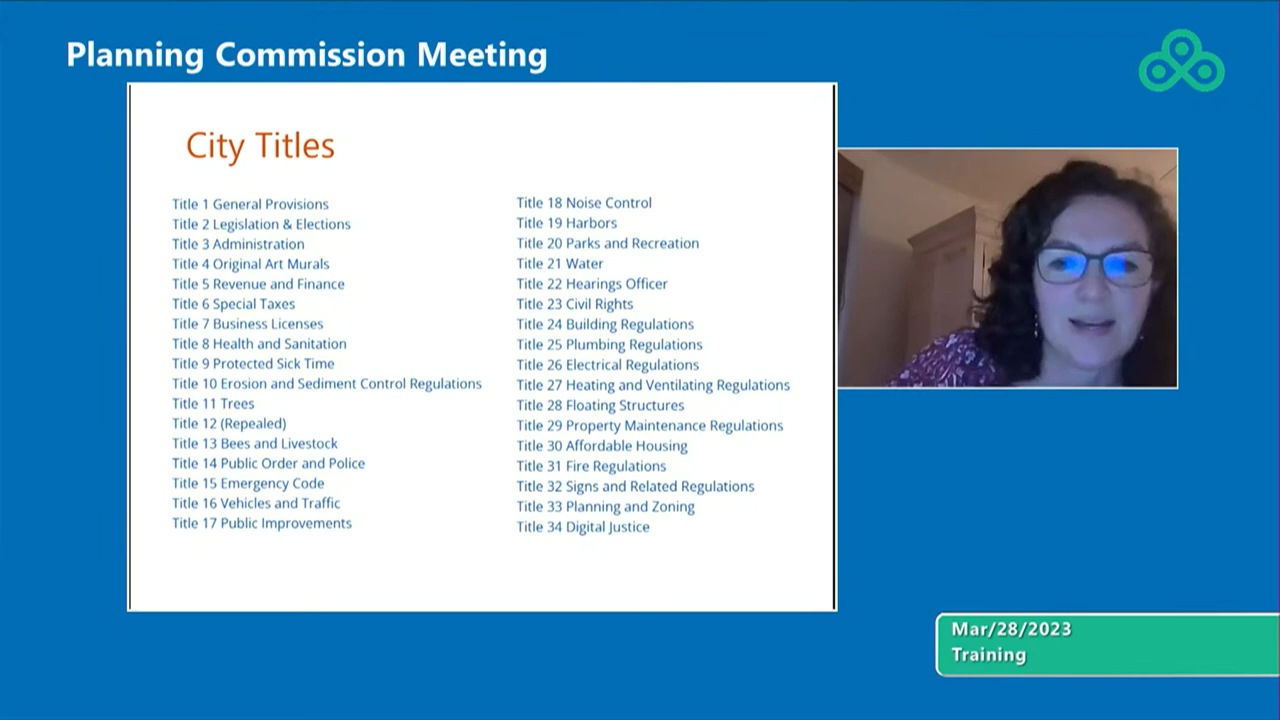 Planning Commission Meeting
City Titles
Title 1 General Provisions
Title 2 Legislation & Elections
Title 3 Administration
Title 4 Original Art Murals
Title 5 Revenue and Finance
Title 6 Special Taxes
Title 7 Business Licenses
Title 8 Health and Sanitation
Title 9 Protected Sick Time
Title 10 Erosion and Sediment Control Regulations
Title 11 Trees
Title 12 (Repealed)
Title 13 Bees and Livestock
Title 14 Public Order and Police
Title 15 Emergency Code
Title 16 Vehicles and Traffic
Title 17 Public Improvements
Title 18 Noise Control
Title 19 Harbors
Title 20 Parks and Recreation
Title 21 Water
Title 22 Hearings Officer
Title 23 Civil Rights
Title 24 Building Regulations
Title 25 Plumbing Regulations
Title 26 Electrical Regulations
Title 27 Heating and Ventilating Regulations
Title 28 Floating Structures
Title 29 Property Maintenance Regulations
Title 30 Affordable Housing
Title 31 Fire Regulations
Title 32 Signs and Related Regulations
Title 33 Planning and Zoning
Title 34 Digital Justice
Mar/28/2023
Training